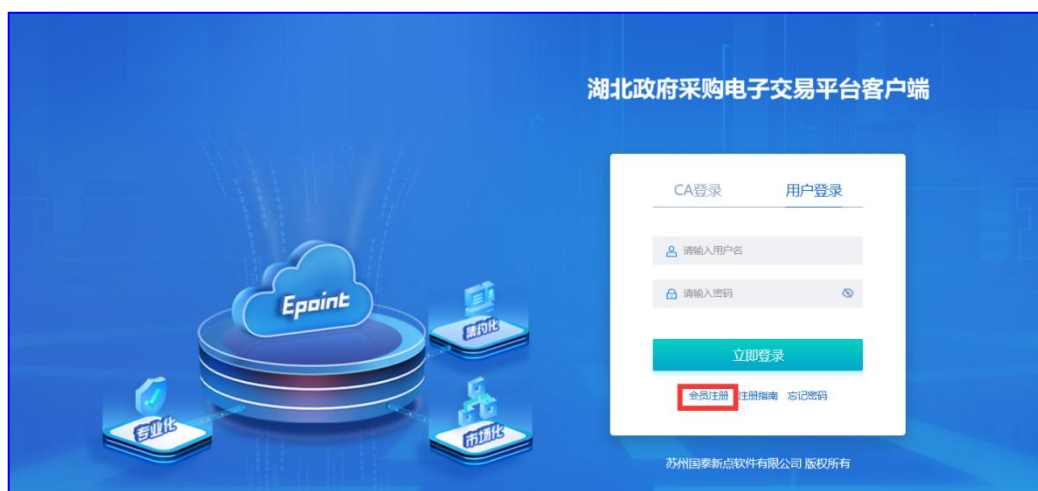 湖北政府采购电子交易平台客户端
CA登录 用户登录
请输入用户名
请输入密码
立即登录
会员注册 注册指南 忘记密码
苏州国泰新点软件有限公司 版权所有
Epoint
集约化
专业化
市场化